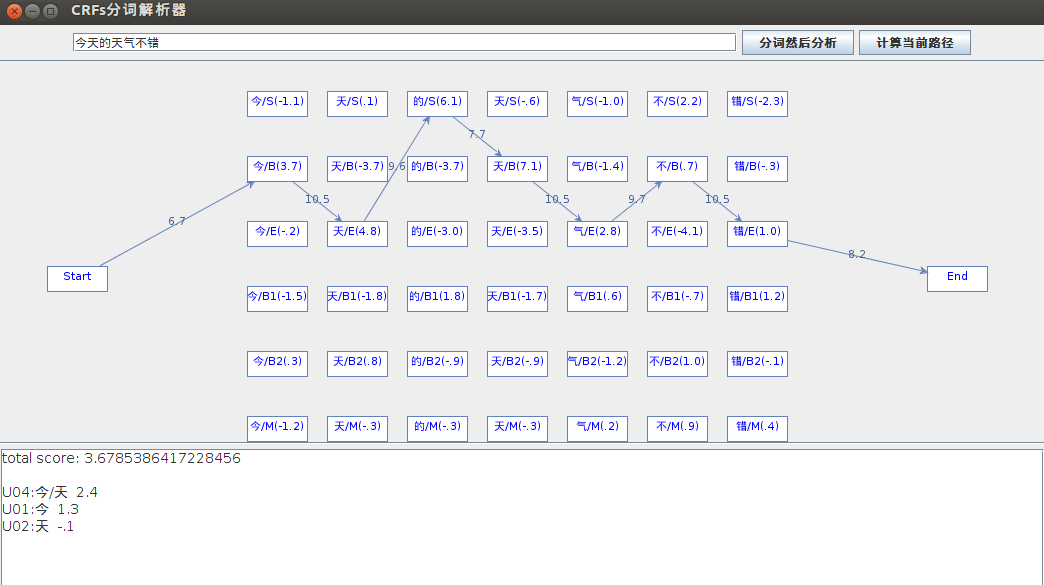 CRFs分词解析器
今天的天气不错 分词然后分析 计算当前路径
今/S(-1.1) 天/S(.1) 的/S(6.1) 天/S(-.6) 气/S(-1.0) 不/S(2.2) 错/S(-2.3)
7.7
今/B(3.7) 天/B(-3.7) 9.6 的/B(-3.7) 天/B(7.1) 气/B(-1.4) 不/B(.7) 错/B(-.3)
10.5 10.5 9.7 10.5
6.7
今/E(-.2) 天/E(4.8) 的/E(-3.0) 天/E(-3.5) 气/E(2.8) 不/E(-4.1) 错/E(1.0)
8.2
Start End
今/B1(-1.5) 天/B1(-1.8) 的/B1(1.8) 天/B1(-1.7) 气/B1(.6) 不/B1(-.7) 错/B1(1.2)
今/B2(.3) 天/B2(.8) 的/B2(-.9) 天/B2(-.9) 气/B2(-1.2) 不/B2(1.0) 错/B2(-.1)
今/M(-1.2) 天/M(-.3) 的/M(-.3) 天/M(-.3) 气/M(.2) 不/M(.9) 错/M(.4)
total score: 3.6785386417228456
U04:今/天 2.4
U01:今 1.3
U02:天 -.1